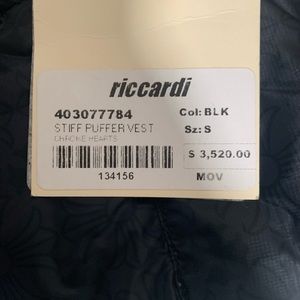 riccardi
403077784 Col: BLK
STIFF PUFFER VEST Sz: S
CHROME HEARTS
$ 3,520.00
134156 MOV